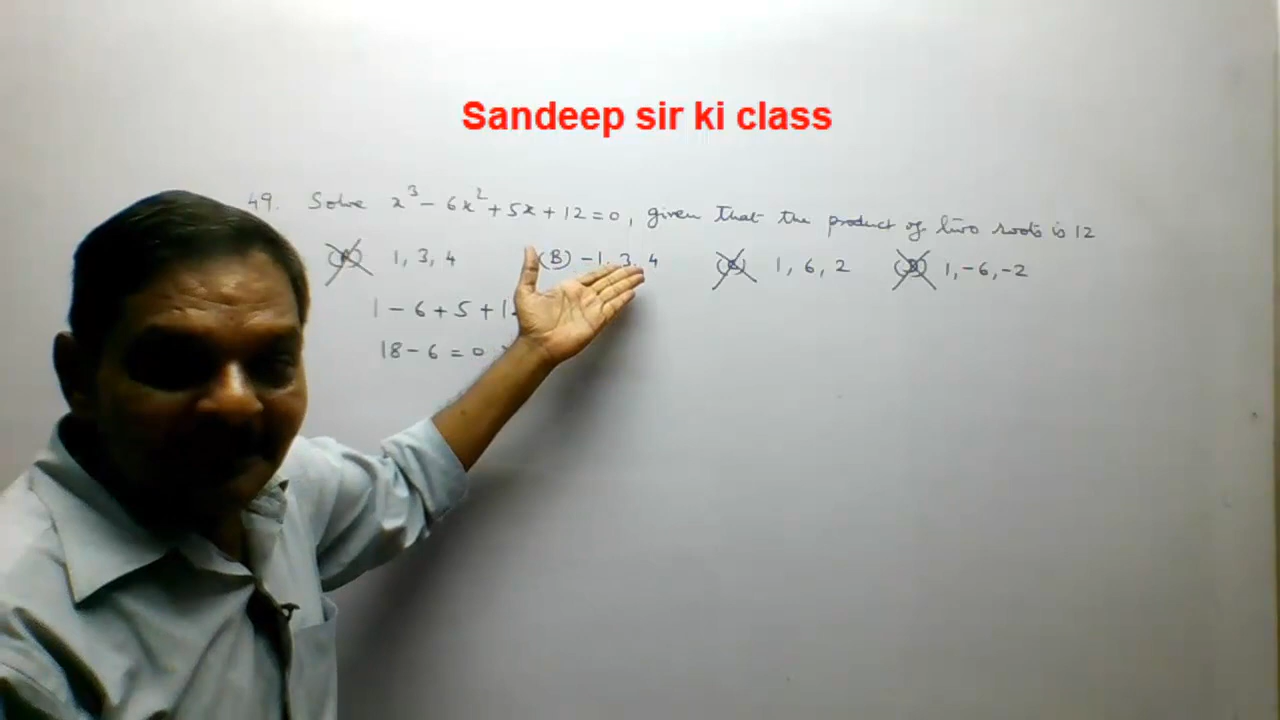 Sandeep sir ki class
49. Solve x³ - 6x² + 5x + 12 = 0, given that the product of two roots is 12
(A) 1, 3, 4 (B) -1, 3, 4 (C) 1, 6, 2 (D) 1, -6, -2
1 - 6 + 5 + 1
18 - 6 = 0